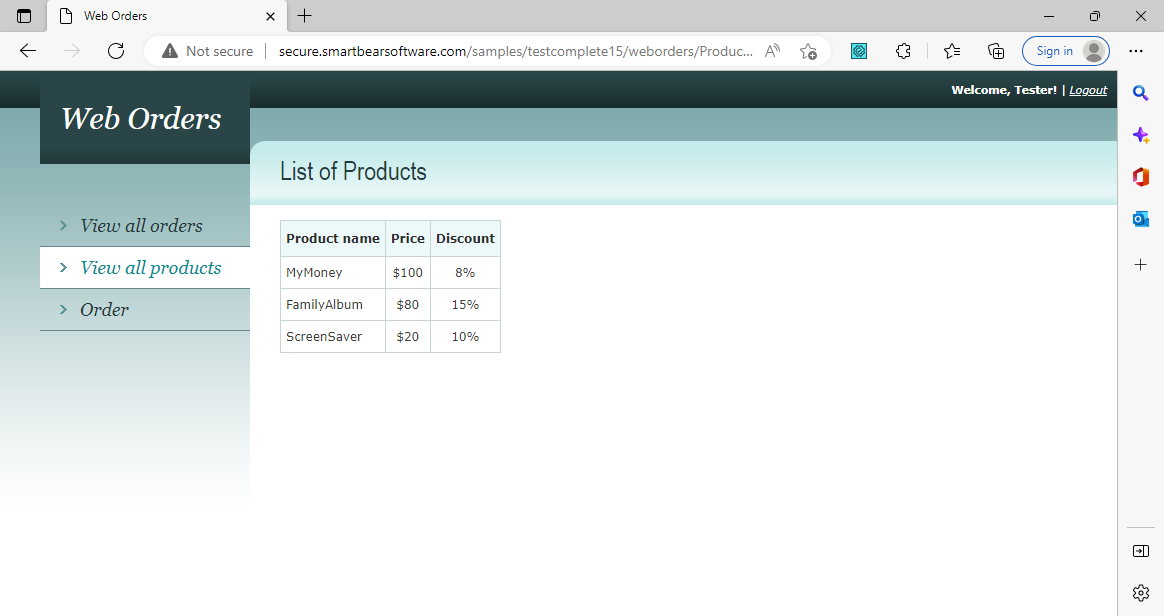 Web Orders
Not secure
secure.smartbearsoftware.com/samples/testcomplete15/weborders/Produc...
Sign in
Welcome, Tester! | Logout
Web Orders
List of Products
View all orders
View all products
Order
Product name Price Discount
MyMoney $100 8%
FamilyAlbum $80 15%
ScreenSaver $20 10%